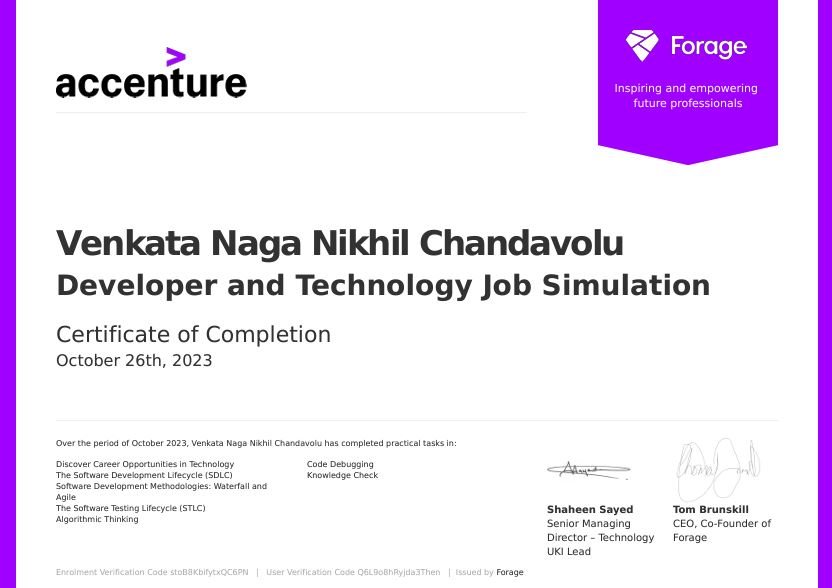 accenture
Forage
Inspiring and empowering
future professionals
Venkata Naga Nikhil Chandavolu
Developer and Technology Job Simulation
Certificate of Completion
October 26th, 2023
Over the period of October 2023, Venkata Naga Nikhil Chandavolu has completed practical tasks in:
Discover Career Opportunities in Technology
The Software Development Lifecycle (SDLC)
Software Development Methodologies: Waterfall and
Agile
The Software Testing Lifecycle (STLC)
Algorithmic Thinking
Code Debugging
Knowledge Check
Shaheen Sayed
Senior Managing
Director – Technology
UKI Lead
Tom Brunskill
CEO, Co-Founder of
Forage
Enrolment Verification Code stoB8KbifytxQC6PN | User Verification Code Q6L9o8hRyjda3Then | Issued by Forage